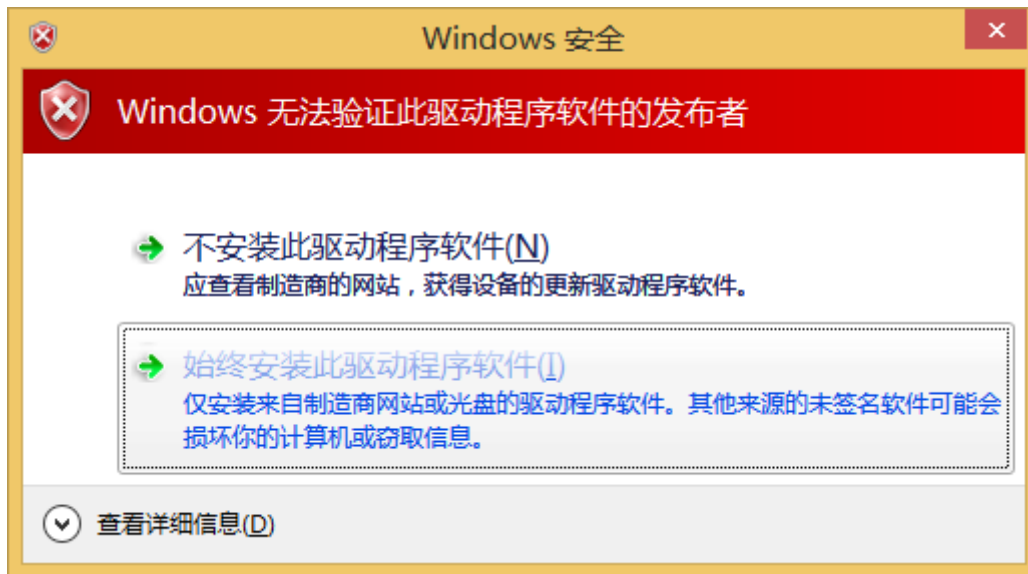 Windows 安全
Windows 无法验证此驱动程序软件的发布者
不安装此驱动程序软件(N)
应查看制造商的网站，获得设备的更新驱动程序软件。
始终安装此驱动程序软件(I)
仅安装来自制造商网站或光盘的驱动程序软件。其他来源的未签名软件可能会
损坏你的计算机或窃取信息。
查看详细信息(D)